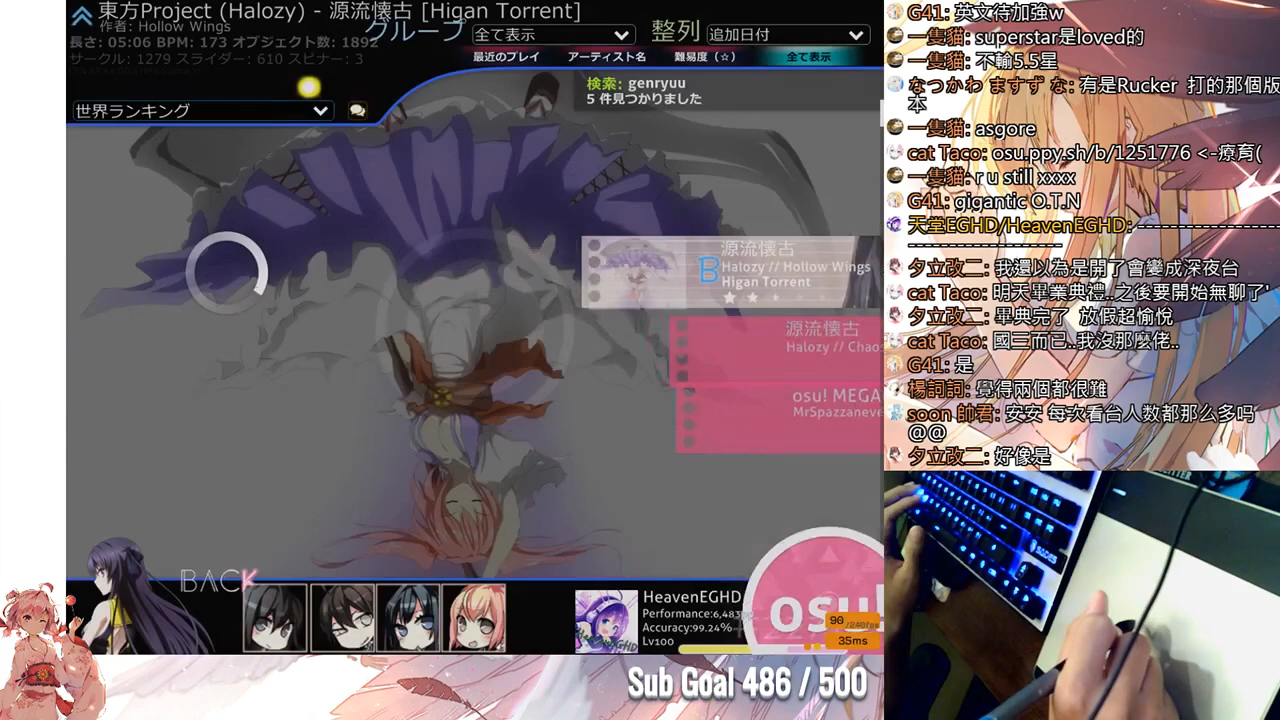 東方Project (Halozy) - 源流懐古 [Higan Torrent]
作者: Hollow Wings
長さ: 05:06 BPM: 173 オブジェクト数: 1892
サークル: 1279 スライダー: 610 スピナー: 3
グループ
全て表示
整列
追加日付
最近のプレイ
アーティスト名
難易度 (☆)
全て表示
検索: genryuu
5 件見つかりました
世界ランキング
源流懐古
B
Halozy // Hollow Wings
Higan Torrent
源流懐古
Halozy // Chao
osu! MEGA
MrSpazzaneve
BACK
HeavenEGHD
Performance:6,483
Accuracy:99.24%
Lv100
osu!
90 /240fps
35ms
Sub Goal 486 / 500
G41: 英文待加強w
一隻貓: superstar是loved的
一隻貓: 不輸5.5星
なつかわ ますず な: 有是Rucker 打的那個版
本
一隻貓: asgore
cat Taco: osu.ppy.sh/b/1251776 <-療育(
一隻貓: r u still xxxx
G41: gigantic O.T.N
天堂EGHD/HeavenEGHD: -----------------
--------------------
夕立改二: 我還以為是開了會變成深夜台
cat Taco: 明天畢業典禮..之後要開始無聊了'
夕立改二: 畢典完了 放假超愉悅
cat Taco: 國三而已..我沒那麼佬..
G41: 是
楊詞詞: 覺得兩個都很難
soon 帥君: 安安 每次看台人数都那么多吗
@@
夕立改二: 好像是
SADES